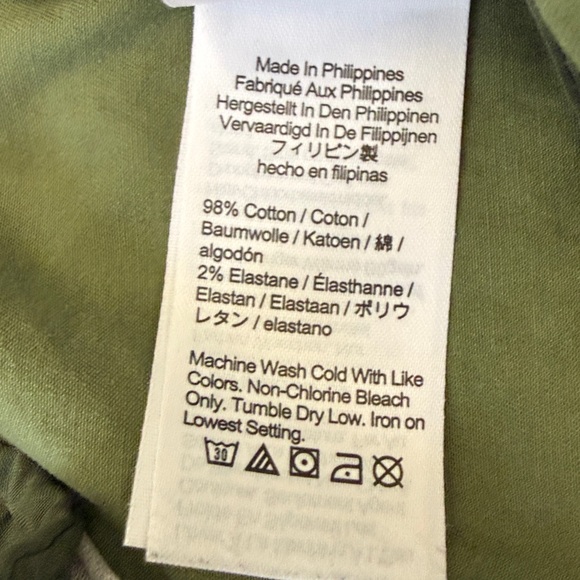 Made In Philippines
Fabriqué Aux Philippines
Hergestellt In Den Philippinen
Vervaardigd In De Filippijnen
フィリピン製
hecho en filipinas
98% Cotton / Coton /
Baumwolle / Katoen / 綿 /
algodón
2% Elastane / Élasthanne /
Elastan / Elastaan / ポリウ
レタン / elastano
Machine Wash Cold With Like
Colors. Non-Chlorine Bleach
Only. Tumble Dry Low. Iron on
Lowest Setting.
30